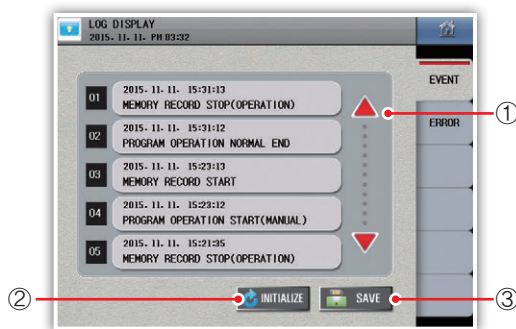 LOG DISPLAY
2015. 11. 11. PM 03:32
EVENT
ERROR
01
2015. 11. 11. 15:31:13
MEMORY RECORD STOP(OPERATION)
02
2015. 11. 11. 15:31:12
PROGRAM OPERATION NORMAL END
03
2015. 11. 11. 15:23:13
MEMORY RECORD START
04
2015. 11. 11. 15:23:12
PROGRAM OPERATION START(MANUAL)
05
2015. 11. 11. 15:21:35
MEMORY RECORD STOP(OPERATION)
INITIALIZE
SAVE
①
②
③